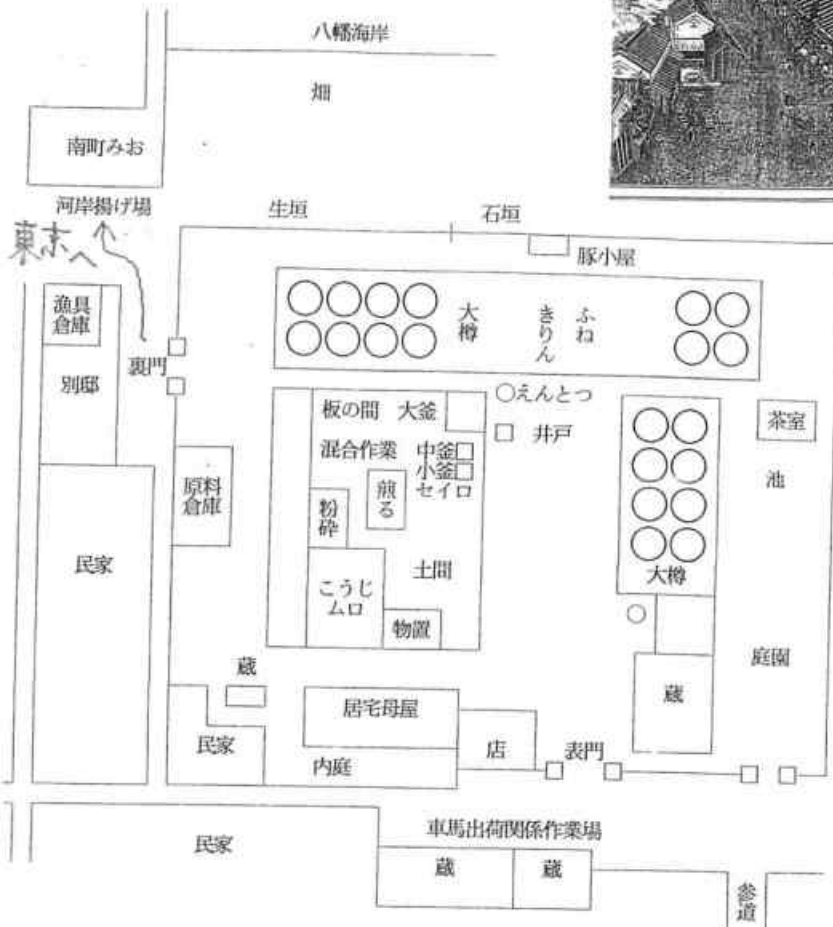 八幡海岸
畑
南町みお
河岸揚げ場
東京へ
生垣
石垣
豚小屋
漁具
倉庫
別邸
裏門
大樽
きりん
ふね
板の間 大釜
混合作業 中釜
小釜
セイロ
煎る
粉砕
こうじ
ムロ
土間
物置
えんとつ
井戸
茶室
池
原料
倉庫
民家
大樽
庭園
蔵
蔵
居宅母屋
店
表門
民家
内庭
車馬出荷関係作業場
民家
蔵
蔵
参道